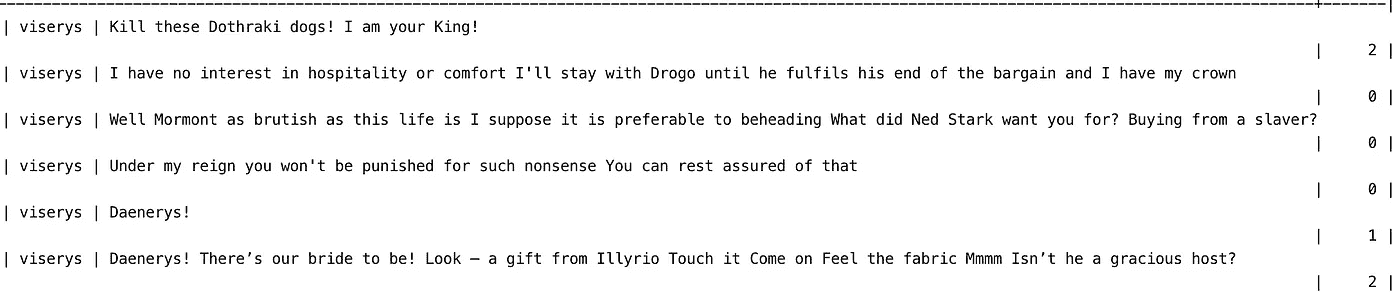 | viserys | Kill these Dothraki dogs! I am your King!
| 2 |
| viserys | I have no interest in hospitality or comfort I'll stay with Drogo until he fulfils his end of the bargain and I have my crown
| 0 |
| viserys | Well Mormont as brutish as this life is I suppose it is preferable to beheading What did Ned Stark want you for? Buying from a slaver?
| 0 |
| viserys | Under my reign you won't be punished for such nonsense You can rest assured of that
| 0 |
| viserys | Daenerys!
| 1 |
| viserys | Daenerys! There’s our bride to be! Look – a gift from Illyrio Touch it Come on Feel the fabric Mmmm Isn’t he a gracious host?
| 2 |